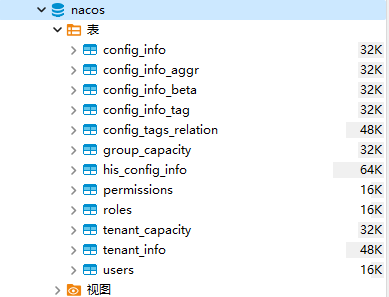 nacos
表
config_info 32K
config_info_aggr 32K
config_info_beta 32K
config_info_tag 32K
config_tags_relation 48K
group_capacity 32K
his_config_info 64K
permissions 16K
roles 16K
tenant_capacity 32K
tenant_info 48K
users 16K
视图